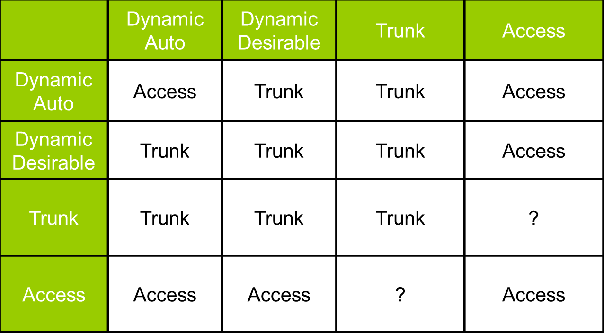 Dynamic Auto Dynamic Desirable Trunk Access
Dynamic Auto Access Trunk Trunk Access
Dynamic Desirable Trunk Trunk Trunk Access
Trunk Trunk Trunk Trunk ?
Access Access Access ? Access